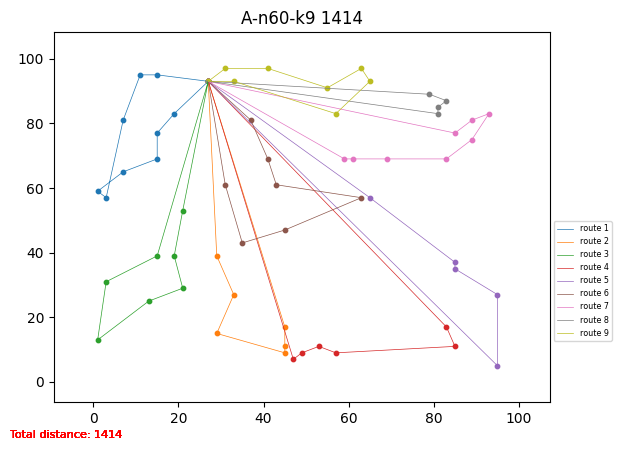 A-n60-k9 1414
100
80
60
40
20
0
0 20 40 60 80 100
route 1
route 2
route 3
route 4
route 5
route 6
route 7
route 8
route 9
Total distance: 1414